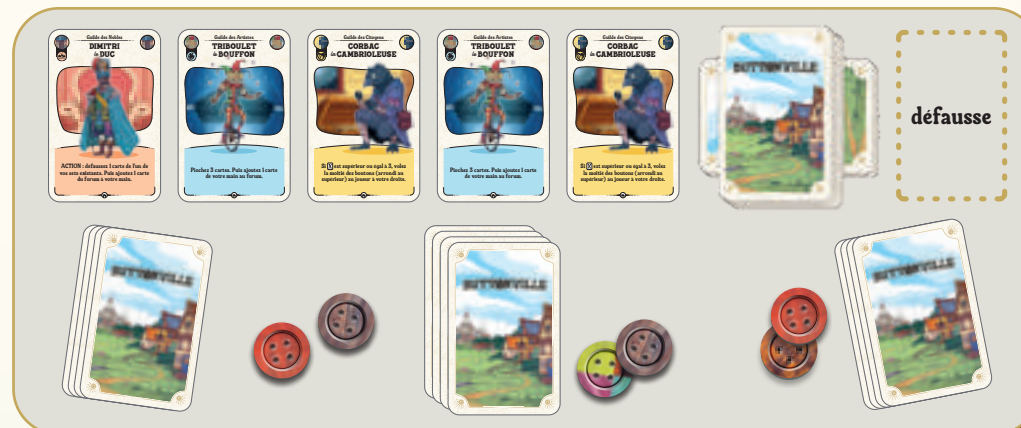 Guilde des Nobles
DIMITRI
le DUC
ACTION : défaussez 1 carte de l'un de
vos sets existants. Puis ajoutez 1 carte
du forum à votre main.
Guilde des Artistes
TRIBOULET
le BOUFFON
Piochez 3 cartes. Puis ajoutez 1 carte
de votre main au forum.
Guilde des Citoyens
CORBAC
la CAMBRIOLEUSE
Si X est supérieur ou égal à 3, volez
la moitié des boutons (arrondi au
supérieur) au joueur à votre droite.
Guilde des Artistes
TRIBOULET
le BOUFFON
Piochez 3 cartes. Puis ajoutez 1 carte
de votre main au forum.
Guilde des Citoyens
CORBAC
la CAMBRIOLEUSE
Si X est supérieur ou égal à 3, volez
la moitié des boutons (arrondi au
supérieur) au joueur à votre droite.
BUTTONVILLE
défausse
BUTTONVILLE
BUTTONVILLE
BUTTONVILLE